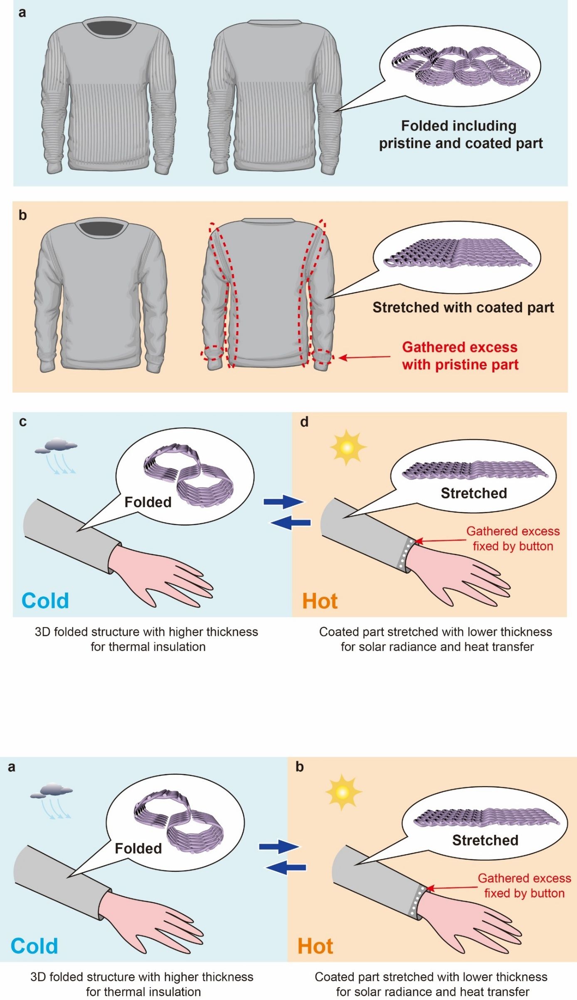 a
Folded including
pristine and coated part
b
Stretched with coated part
Gathered excess
with pristine part
c
Folded
Cold
3D folded structure with higher thickness
for thermal insulation
d
Stretched
Gathered excess
fixed by button
Hot
Coated part stretched with lower thickness
for solar radiance and heat transfer
a
Folded
Cold
3D folded structure with higher thickness
for thermal insulation
b
Stretched
Gathered excess
fixed by button
Hot
Coated part stretched with lower thickness
for solar radiance and heat transfer